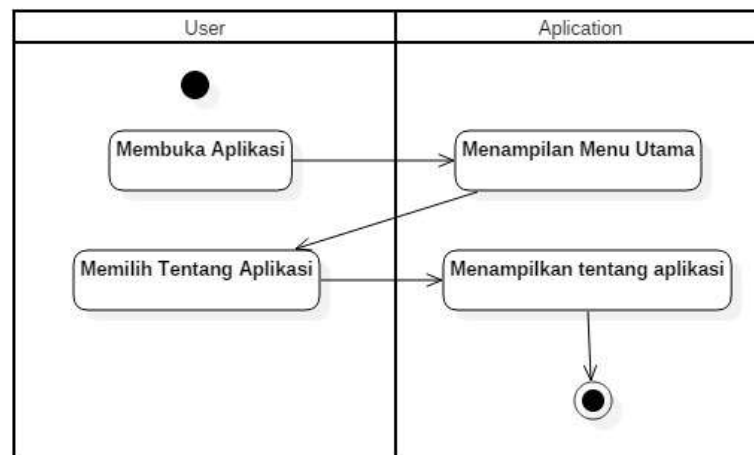 User
Aplication
Membuka Aplikasi
Menampilan Menu Utama
Memilih Tentang Aplikasi
Menampilkan tentang aplikasi